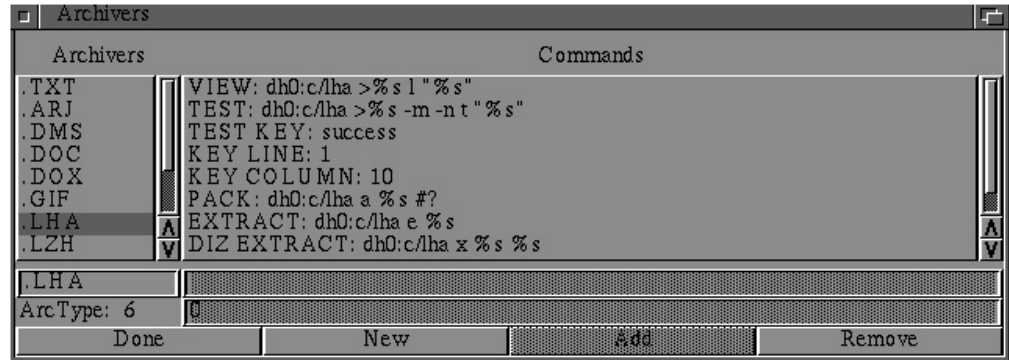 Archivers
Archivers
Commands
.TXT
.ARJ
.DMS
.DOC
.DOX
.GIF
.LHA
.LZH
VIEW: dh0:c/lha >%s l "%s"
TEST: dh0:c/lha >%s -m -n t "%s"
TEST KEY: success
KEY LINE: 1
KEY COLUMN: 10
PACK: dh0:c/lha a %s #?
EXTRACT: dh0:c/lha e %s
DIZ EXTRACT: dh0:c/lha x %s %s
.LHA
ArcType: 6
0
Done
New
Add
Remove